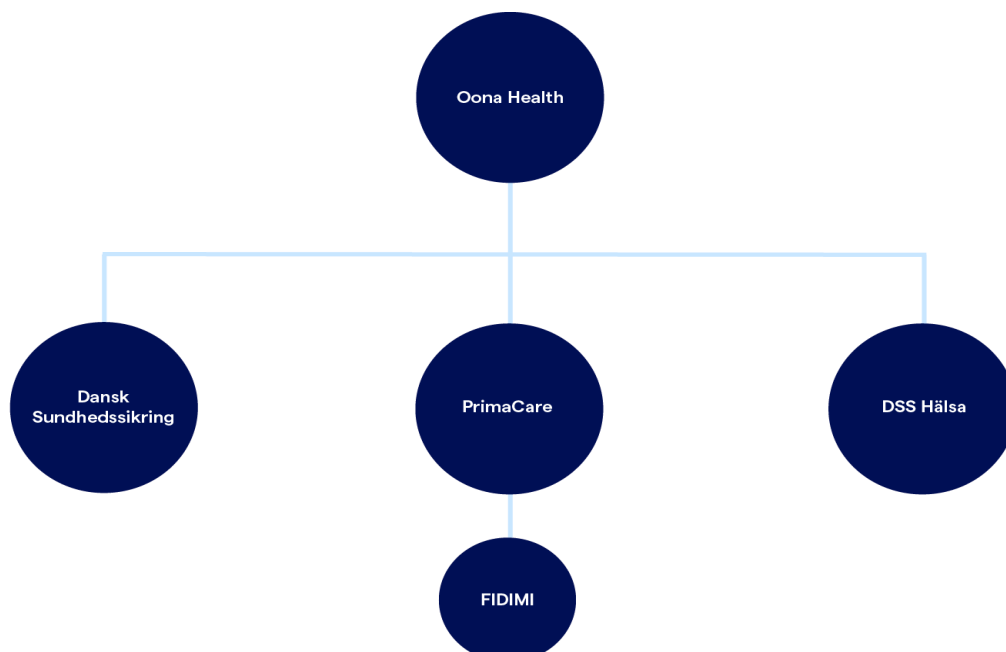 Oona Health
Dansk
Sundhedssikring
PrimaCare
DSS Hälsa
FIDIMI